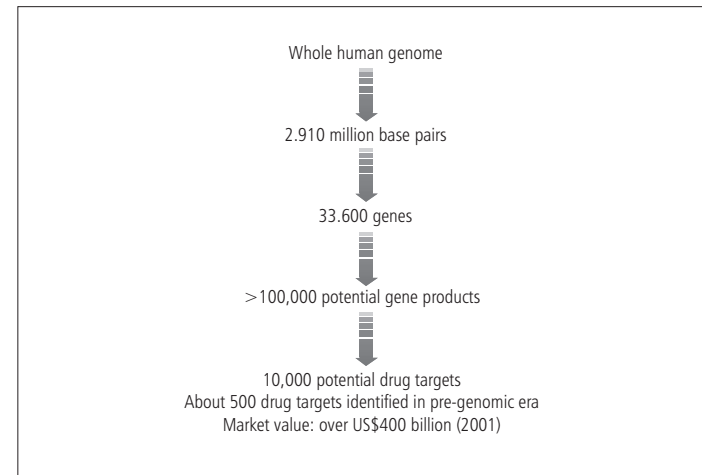 Whole human genome
2.910 million base pairs
33.600 genes
>100,000 potential gene products
10,000 potential drug targets
About 500 drug targets identified in pre-genomic era
Market value: over US$400 billion (2001)